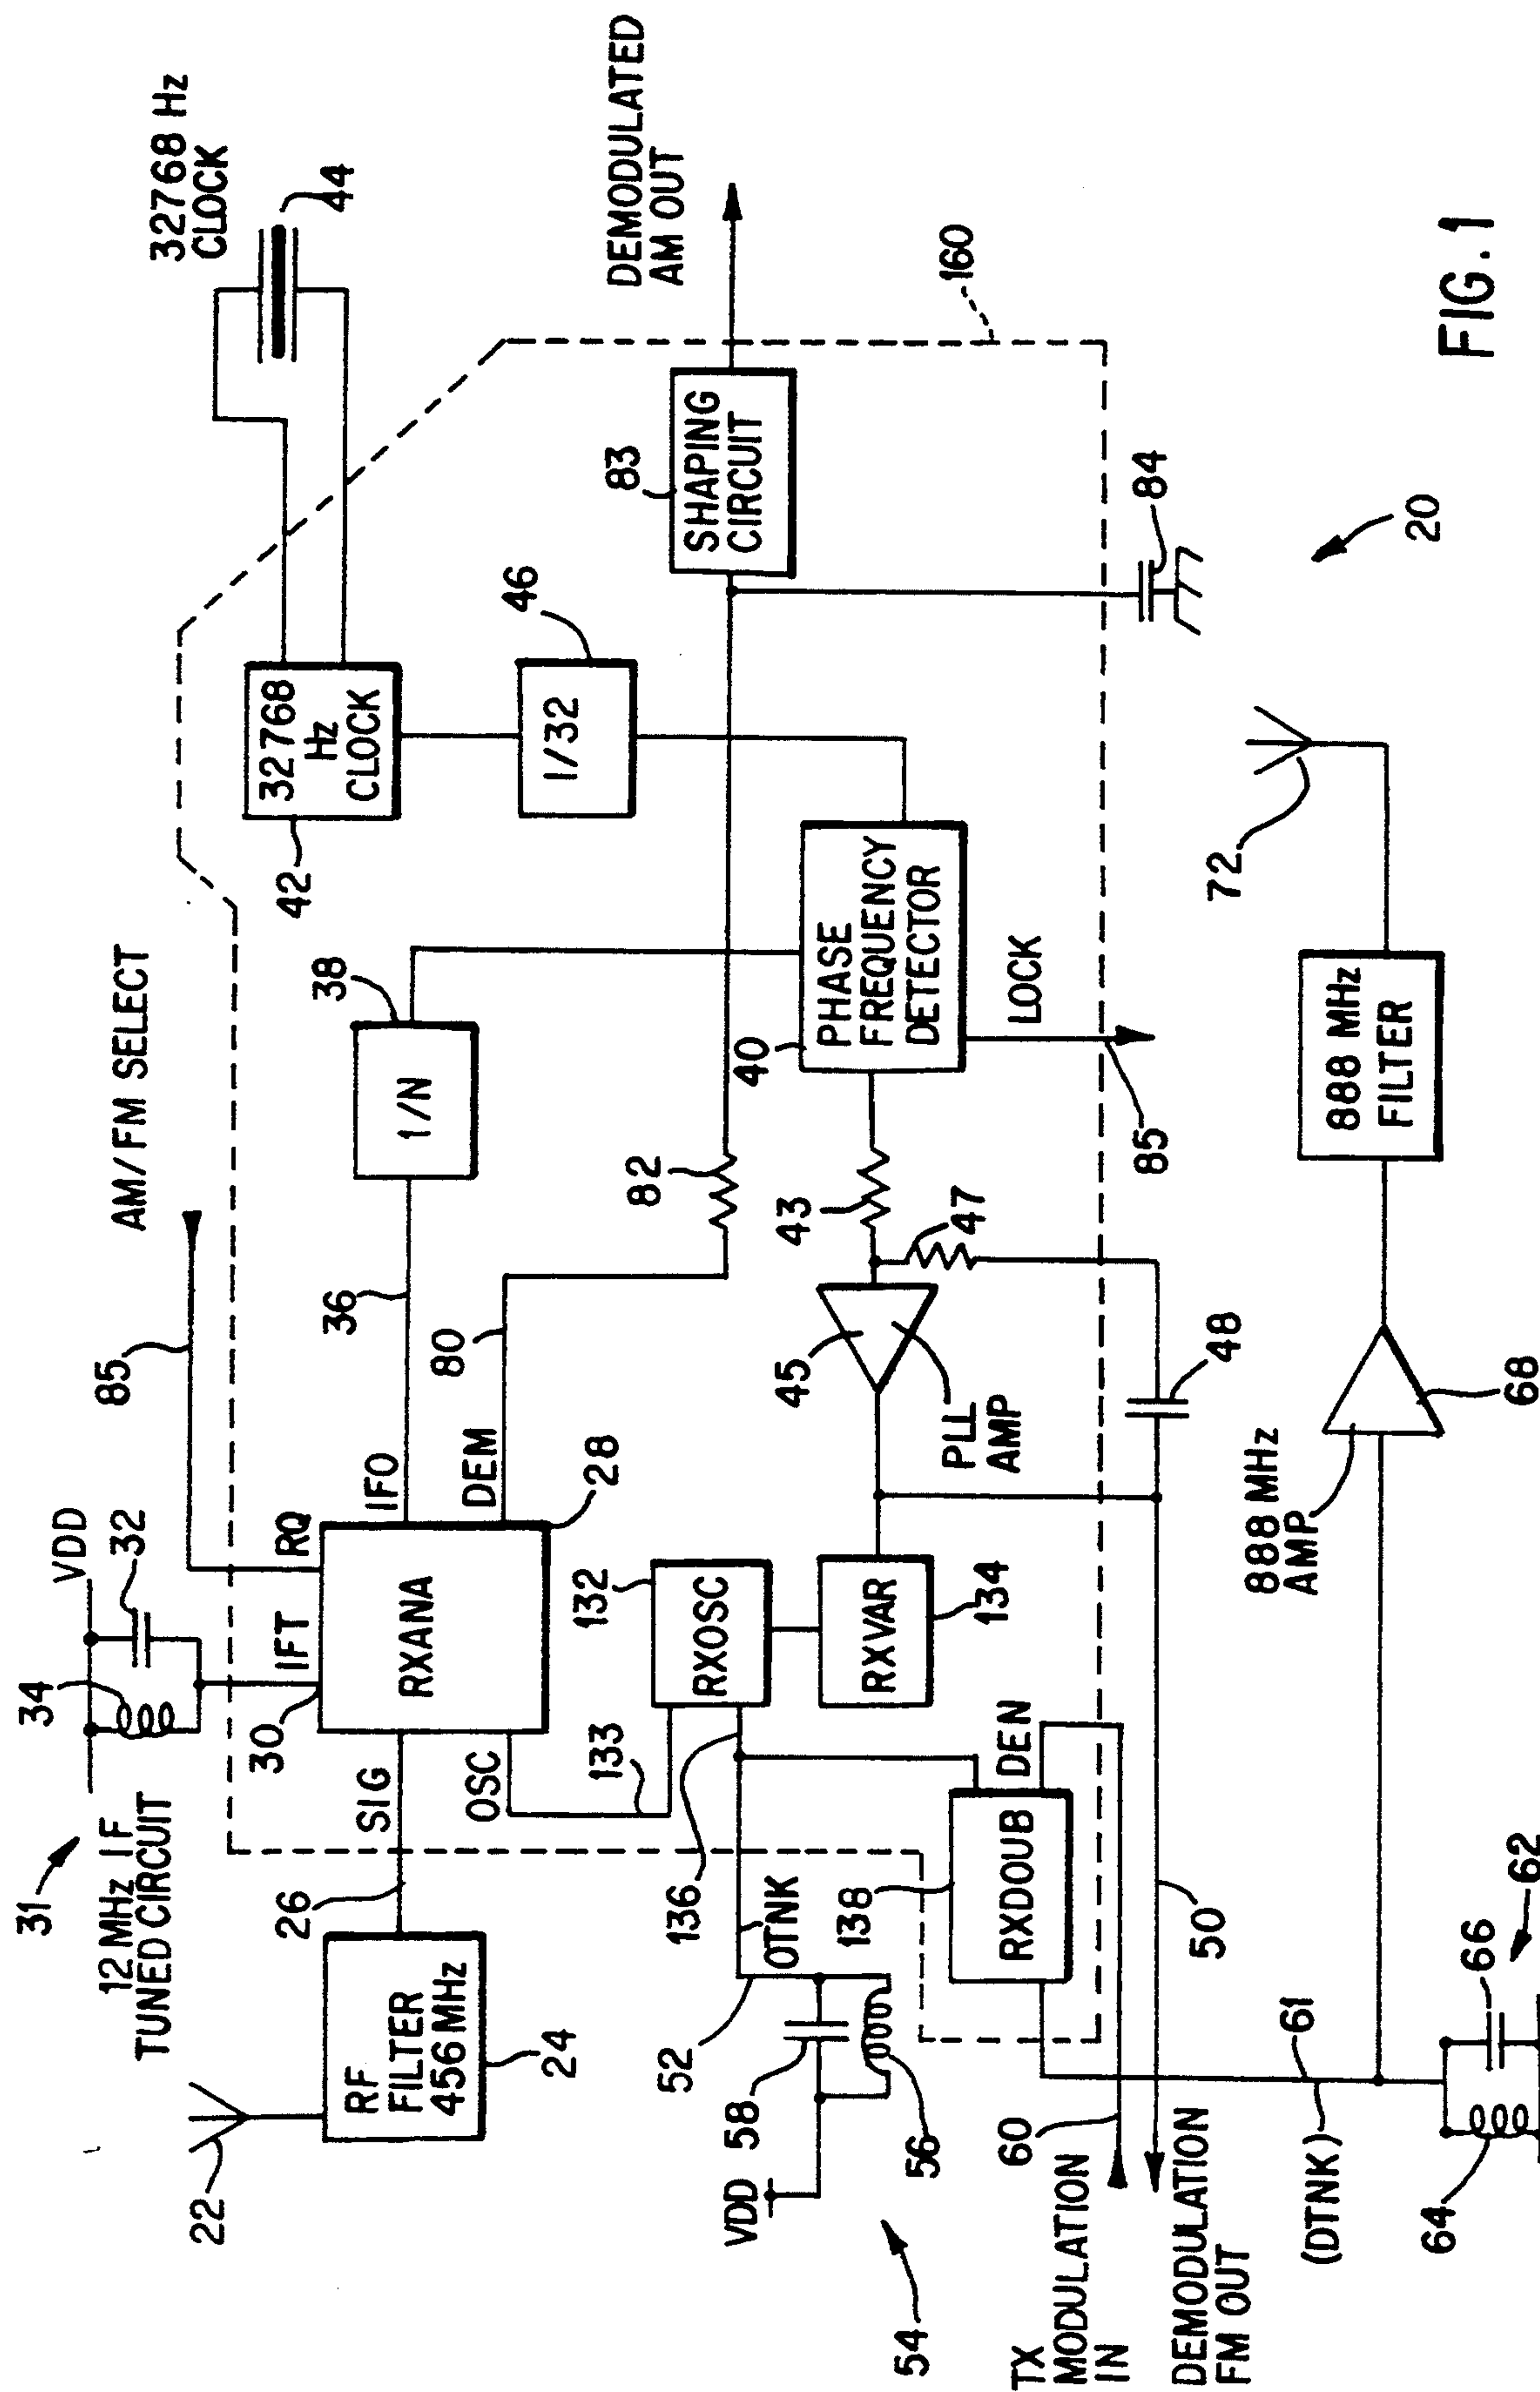 31
12 MHz IF
TUNED CIRCUIT
34
VDD
32
85
AM/FM SELECT
32768 Hz
CLOCK
44
22
RF
FILTER
456 MHz
24
26
SIG
30
IFT
RQ
RXANA
OSC
IFO
DEM
28
36
80
1/N
38
42
32768
Hz
CLOCK
1/32
46
82
83
SHAPING
CIRCUIT
DEMODULATED
AM OUT
160
84
133
132
RXOSC
136
OTNK
52
58
56
VDD
54
RXVAR
134
45
PLL
AMP
43
47
40
PHASE
FREQUENCY
DETECTOR
LOCK
85
138
RXDOUB
DEN
48
60
50
TX
MODULATION
IN
DEMODULATION
FM OUT
(DTNK)
61
64
66
62
888 MHz
AMP
68
888 MHz
FILTER
72
20
FIG. 1